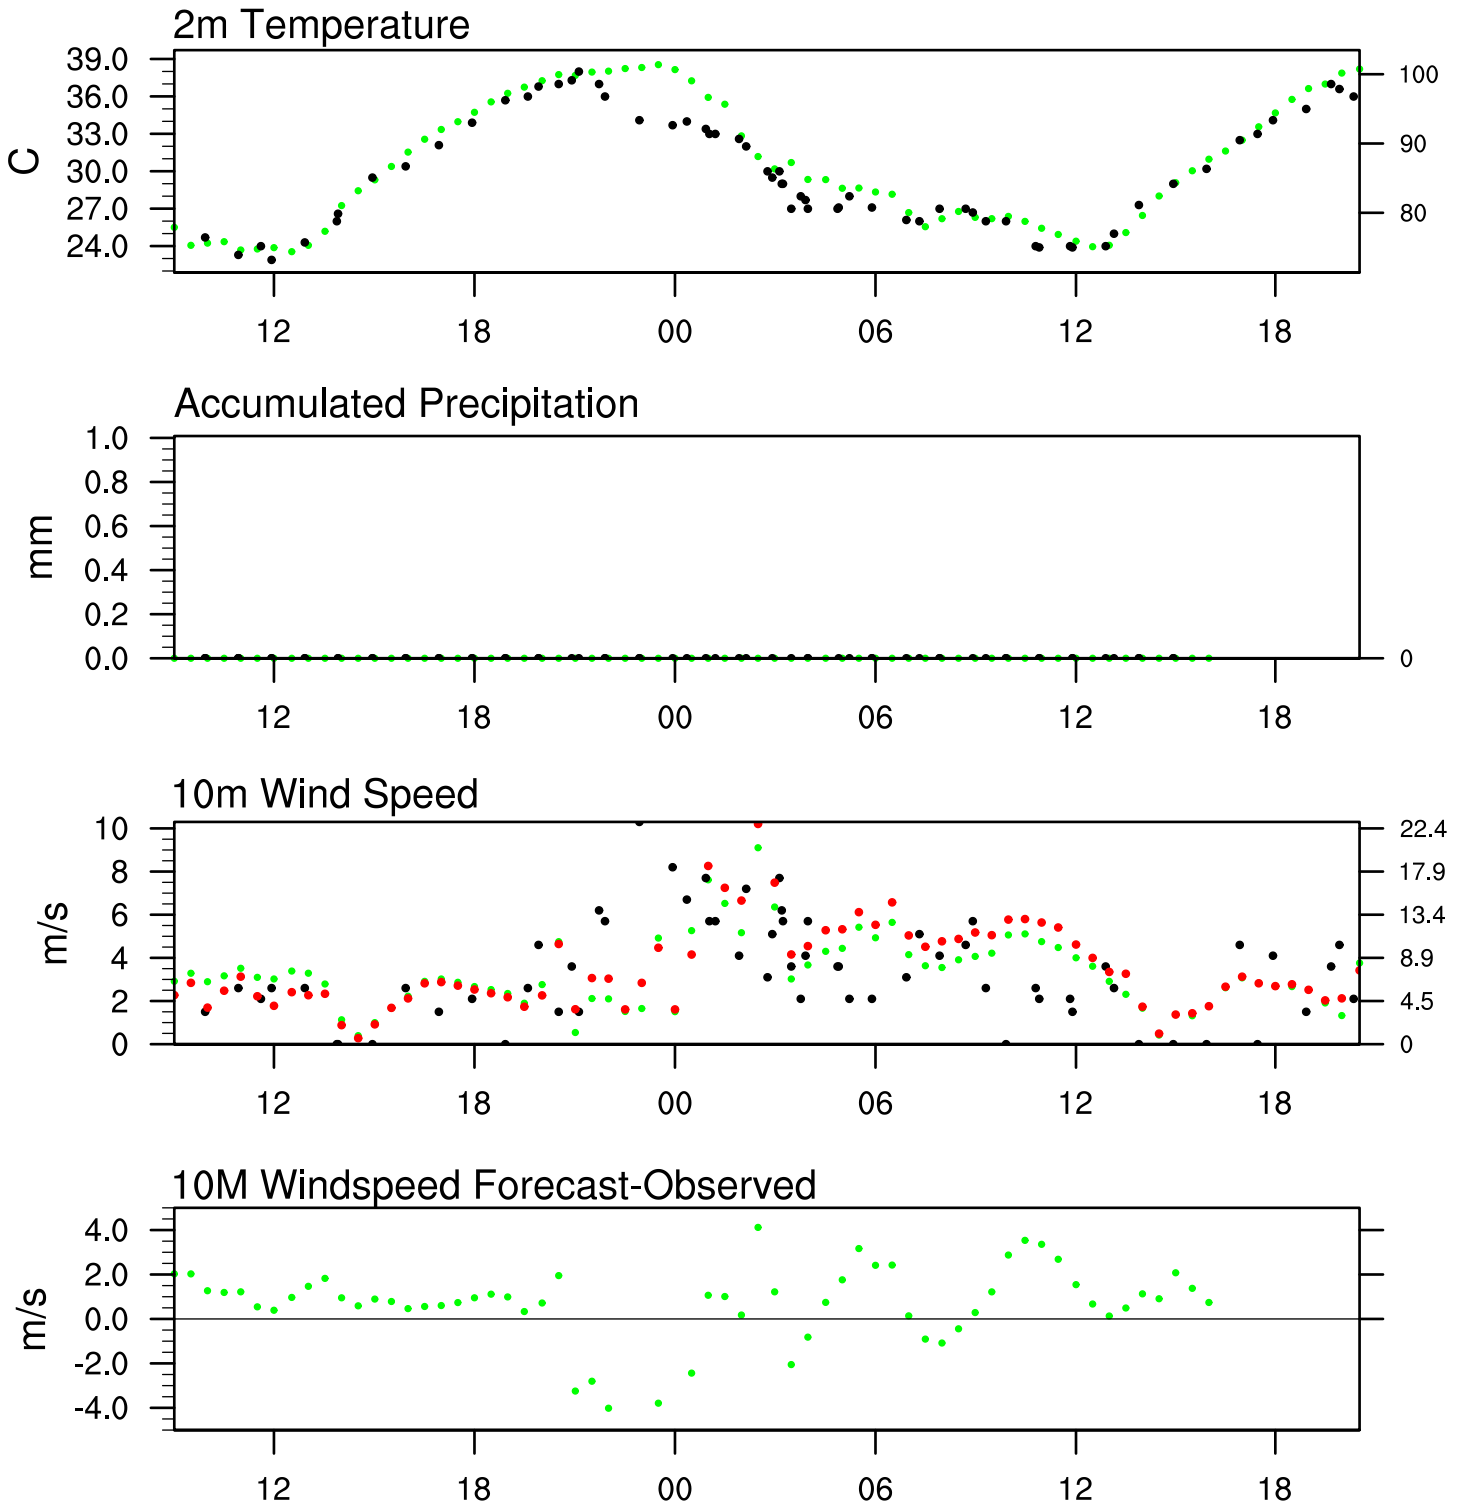 2m Temperature
39.0
36.0
33.0
30.0
27.0
24.0
C
100
90
80
12 18 00 06 12 18
Accumulated Precipitation
1.0
0.8
0.6
0.4
0.2
0.0
mm
0
12 18 00 06 12 18
10m Wind Speed
10
8
6
4
2
0
m/s
22.4
17.9
13.4
8.9
4.5
0
12 18 00 06 12 18
10M Windspeed Forecast-Observed
4.0
2.0
0.0
-2.0
-4.0
m/s
12 18 00 06 12 18